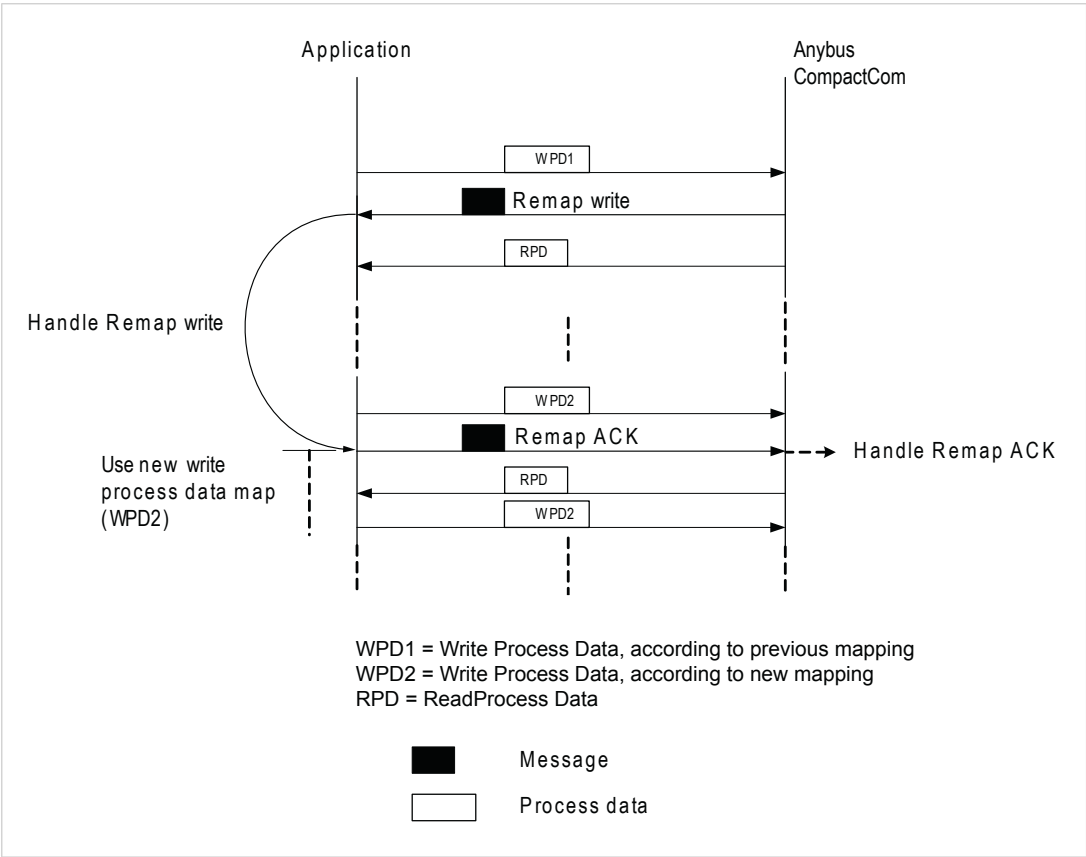 Application
Anybus
CompactCom
WPD1
Remap write
RPD
Handle Remap write
WPD2
Remap ACK
Handle Remap ACK
Use new write
process data map
(WPD2)
RPD
WPD2
WPD1 = Write Process Data, according to previous mapping
WPD2 = Write Process Data, according to new mapping
RPD = ReadProcess Data
Message
Process data